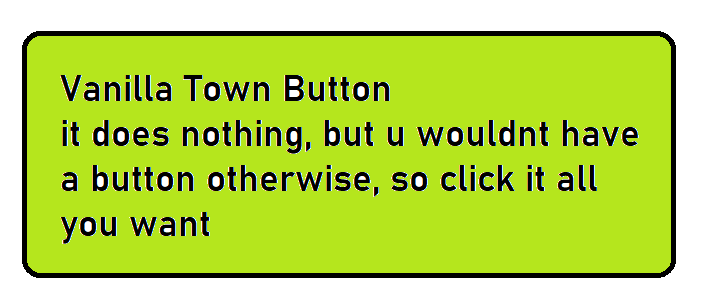 Vanilla Town Button
it does nothing, but u wouldnt have
a button otherwise, so click it all
you want